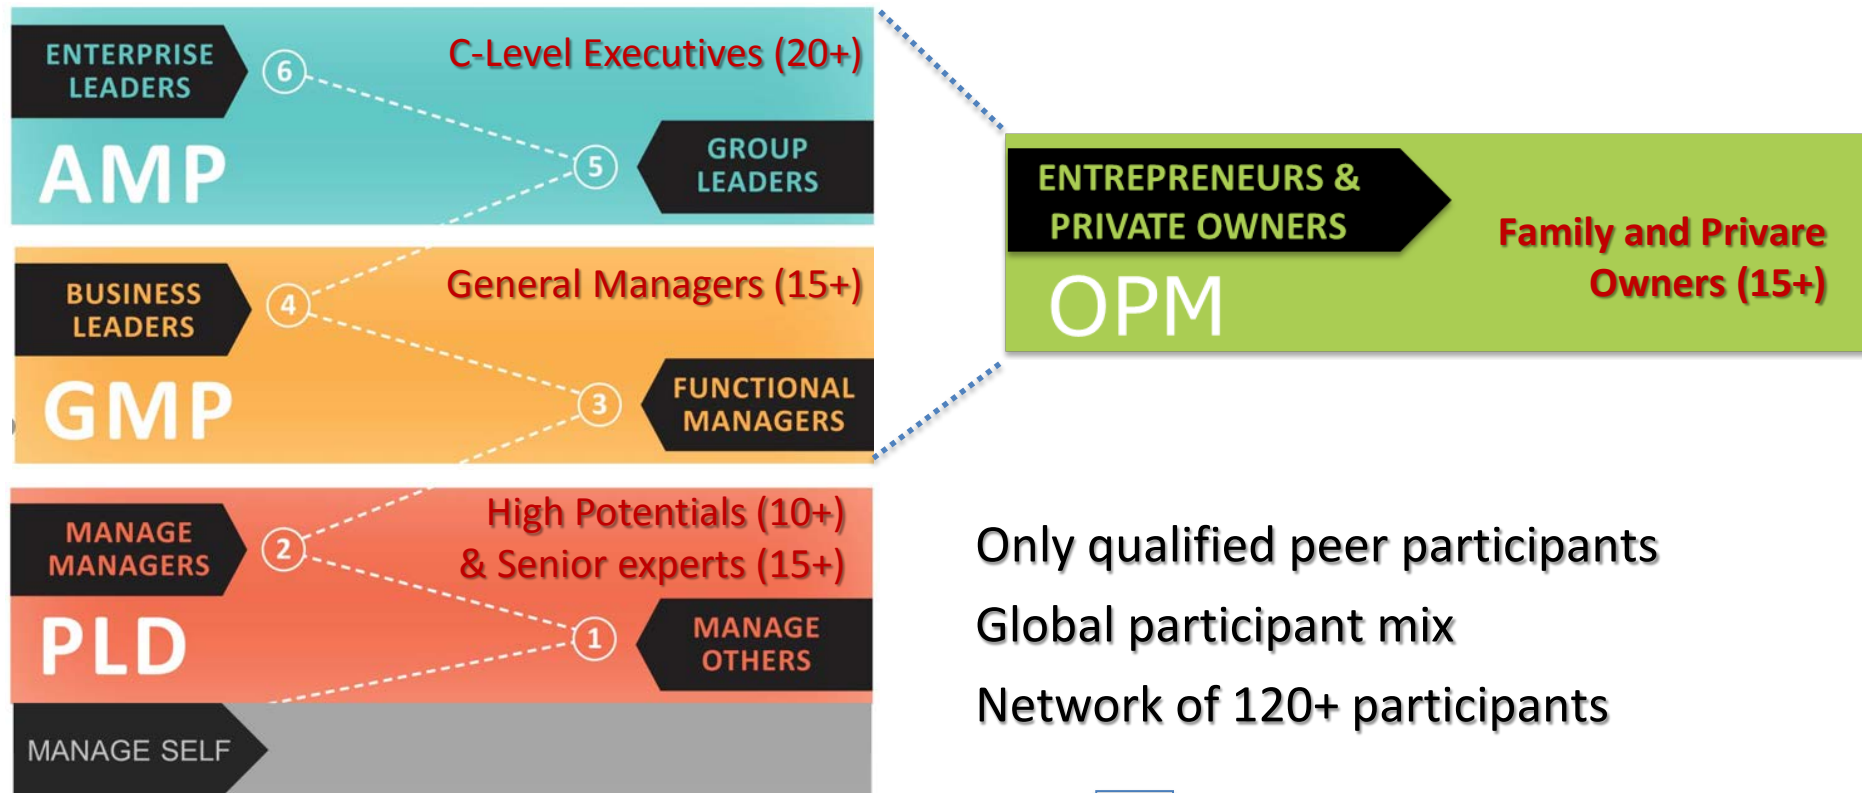 ENTERPRISE
LEADERS
6
C-Level Executives (20+)
5
GROUP
LEADERS
AMP
BUSINESS
LEADERS
4
General Managers (15+)
3
FUNCTIONAL
MANAGERS
GMP
MANAGE
MANAGERS
2
High Potentials (10+)
& Senior experts (15+)
1
MANAGE
OTHERS
PLD
MANAGE SELF
ENTREPRENEURS &
PRIVATE OWNERS
OPM
Family and Privare
Owners (15+)
Only qualified peer participants
Global participant mix
Network of 120+ participants